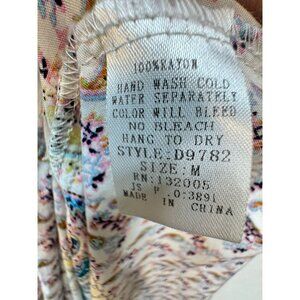 100%RAYON
HAND WASH COLD
WATER SEPARATELY
COLOR WILL BLEED
NO BLEACH
HANG TO DRY
STYLE:D9782
SIZE:M
RN:132005
JS P.O:3891
MADE IN CHINA